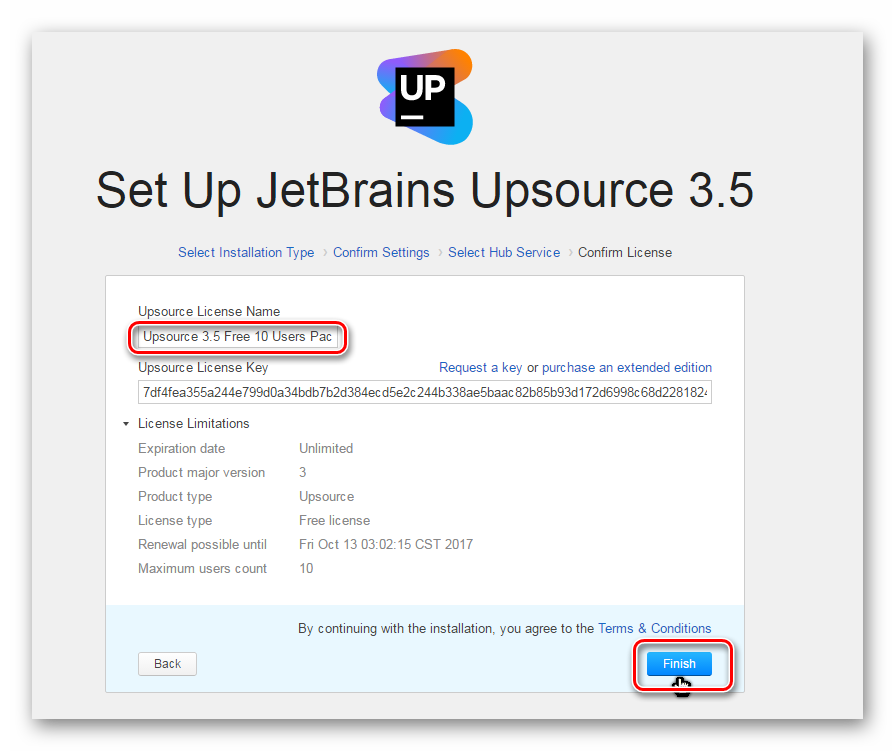 UP
Set Up JetBrains Upsource 3.5
Select Installation Type › Confirm Settings › Select Hub Service › Confirm License
Upsource License Name
Upsource 3.5 Free 10 Users Pac
Upsource License Key
Request a key or purchase an extended edition
7df4fea355a244e799d0a34bdb7b2d384ecd5e2c244b338ae5baac82b85b93d172d6998c68d2281824
License Limitations
Expiration date Unlimited
Product major version 3
Product type Upsource
License type Free license
Renewal possible until Fri Oct 13 03:02:15 CST 2017
Maximum users count 10
By continuing with the installation, you agree to the Terms & Conditions
Back Finish